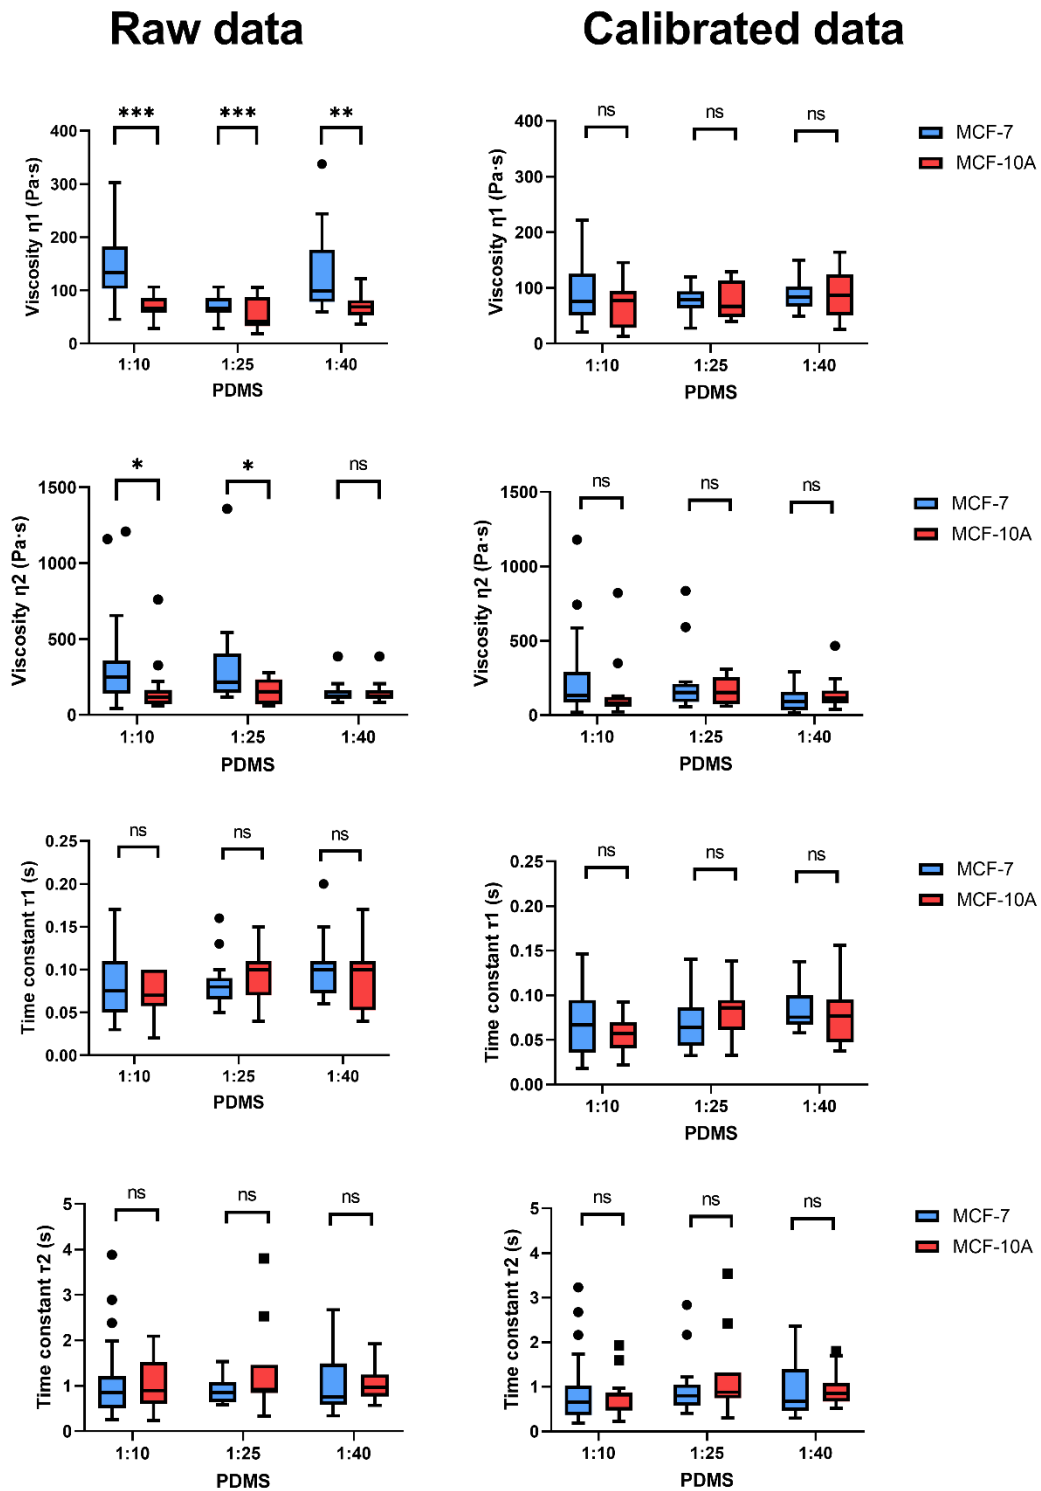 Raw data
Calibrated data
*** *** **
Viscosity η1 (Pa·s)
400
300
200
100
0
1:10 1:25 1:40
PDMS
ns ns ns
Viscosity η1 (Pa·s)
400
300
200
100
0
1:10 1:25 1:40
PDMS
MCF-7
MCF-10A
* * ns
Viscosity η2 (Pa·s)
1500
1000
500
0
1:10 1:25 1:40
PDMS
ns ns ns
Viscosity η2 (Pa·s)
1500
1000
500
0
1:10 1:25 1:40
PDMS
MCF-7
MCF-10A
ns ns ns
Time constant τ1 (s)
0.25
0.20
0.15
0.10
0.05
0.00
1:10 1:25 1:40
PDMS
ns ns ns
Time constant τ1 (s)
0.25
0.20
0.15
0.10
0.05
0.00
1:10 1:25 1:40
PDMS
MCF-7
MCF-10A
ns ns ns
Time constant τ2 (s)
5
4
3
2
1
0
1:10 1:25 1:40
PDMS
ns ns ns
Time constant τ2 (s)
5
4
3
2
1
0
1:10 1:25 1:40
PDMS
MCF-7
MCF-10A